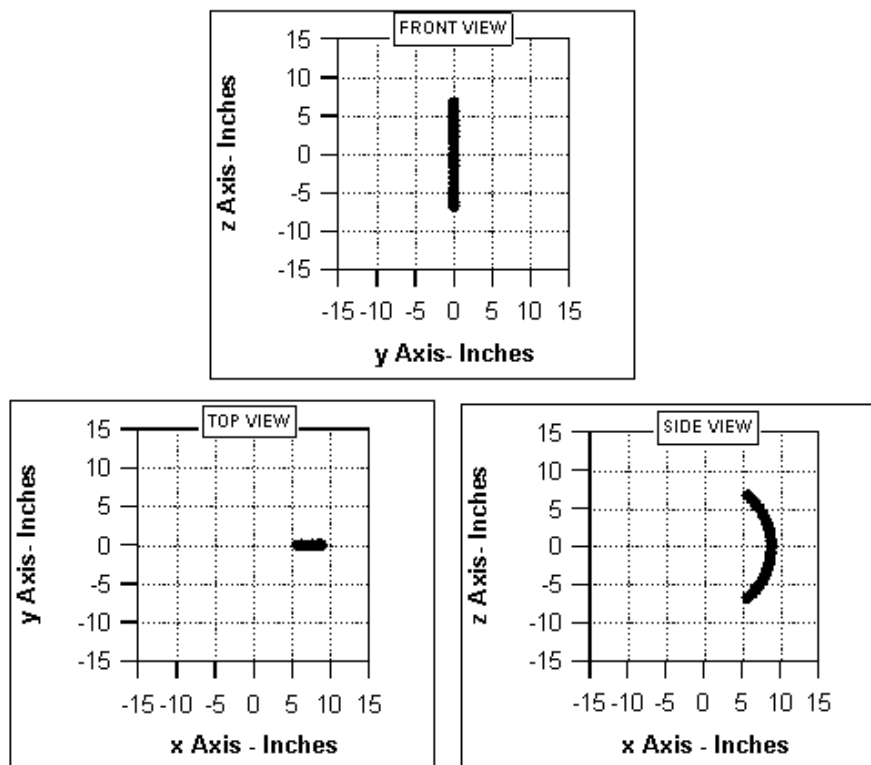 FRONT VIEW
z Axis- Inches
15
10
5
0
-5
-10
-15
-15 -10 -5 0 5 10 15
y Axis- Inches
TOP VIEW
y Axis- Inches
15
10
5
0
-5
-10
-15
-15 -10 -5 0 5 10 15
x Axis - Inches
SIDE VIEW
z Axis- Inches
15
10
5
0
-5
-10
-15
-15 -10 -5 0 5 10 15
x Axis - Inches